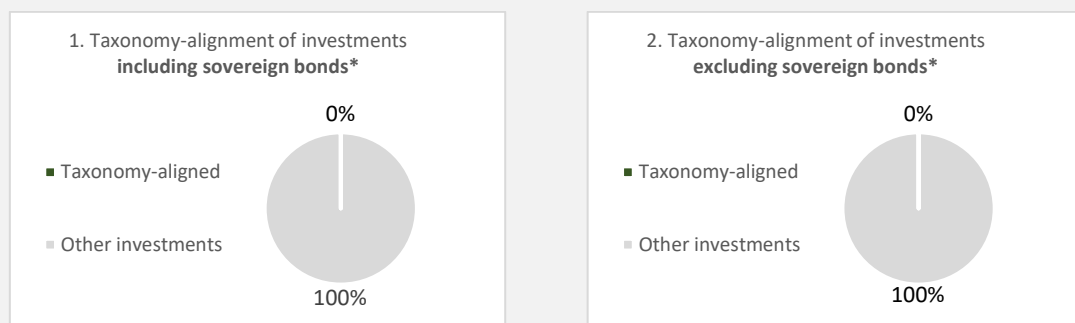 1. Taxonomy-alignment of investments
including sovereign bonds*
0%
Taxonomy-aligned
Other investments
100%
2. Taxonomy-alignment of investments
excluding sovereign bonds*
0%
Taxonomy-aligned
Other investments
100%